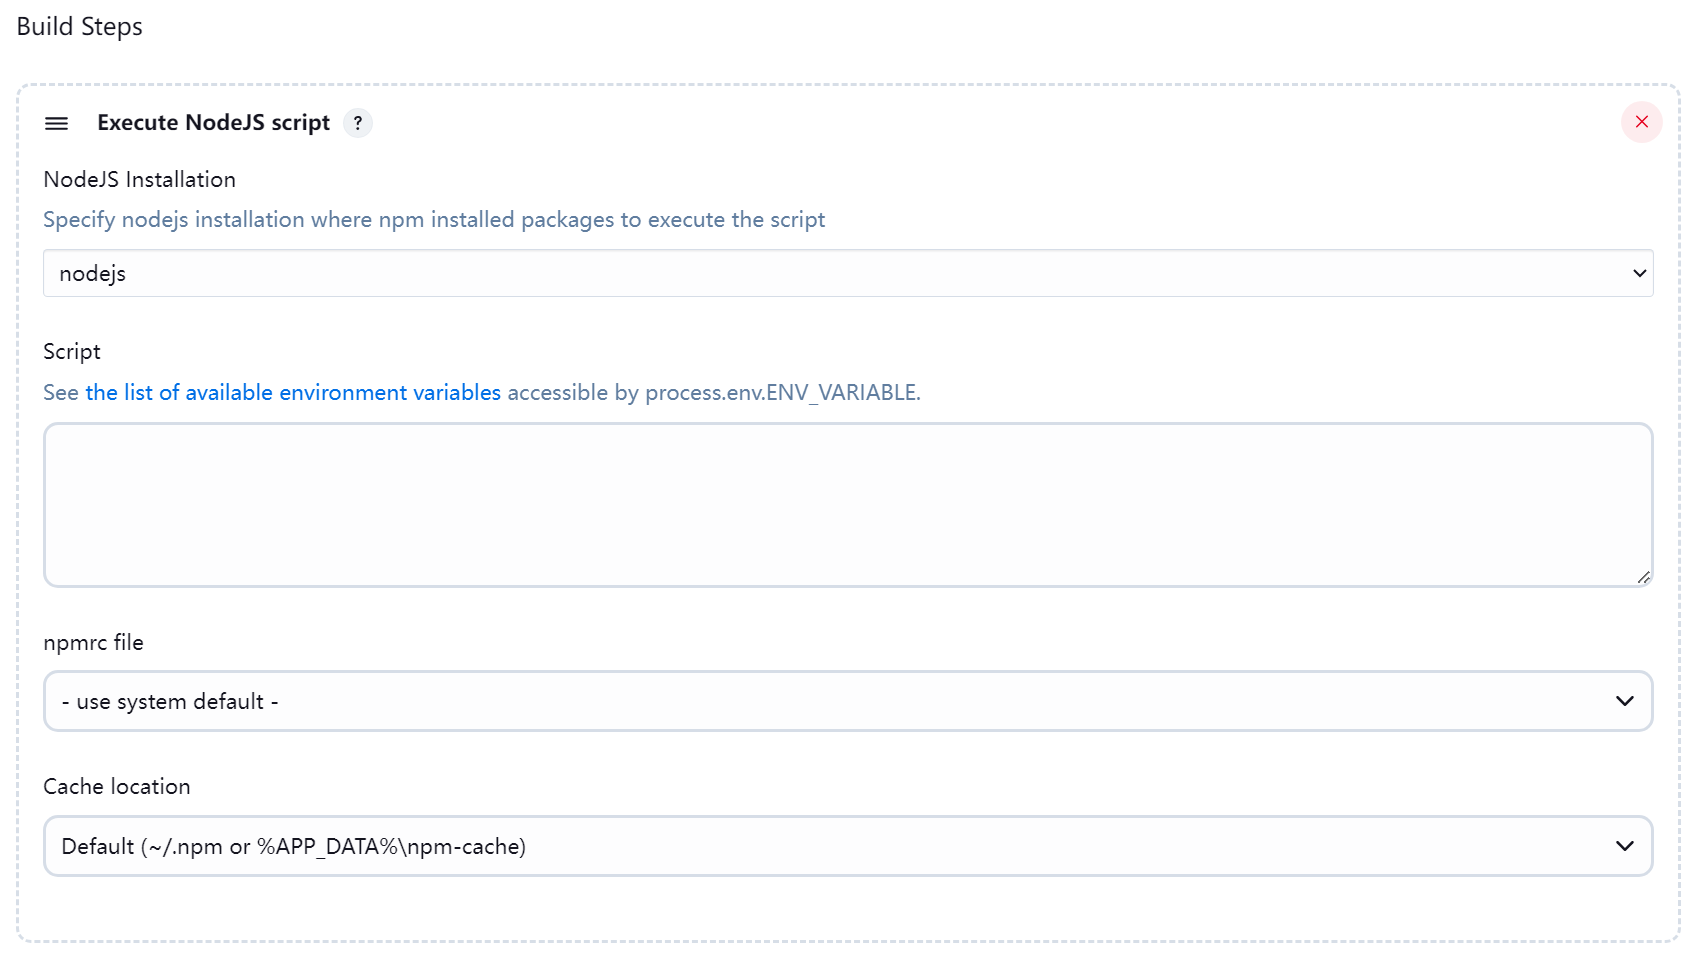 Build Steps
Execute NodeJS script ?
NodeJS Installation
Specify nodejs installation where npm installed packages to execute the script
nodejs
Script
See the list of available environment variables accessible by process.env.ENV_VARIABLE.
npmrc file
- use system default -
Cache location
Default (~/.npm or %APP_DATA%\npm-cache)